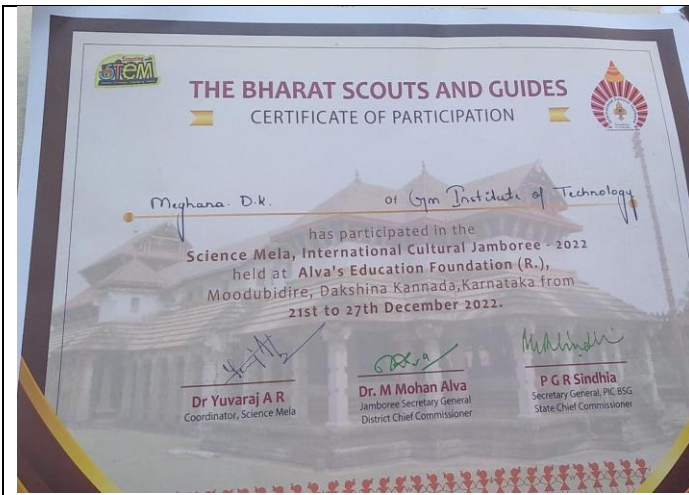 STEM
THE BHARAT SCOUTS AND GUIDES
CERTIFICATE OF PARTICIPATION
Meghana. D.K. of Gm Institute of Technology
has participated in the
Science Mela, International Cultural Jamboree - 2022
held at Alva's Education Foundation (R.),
Moodubidire, Dakshina Kannada,Karnataka from
21st to 27th December 2022.
Dr Yuvaraj A R
Coordinator, Science Mela
Dr. M Mohan Alva
Jamboree Secretary General
District Chief Commissioner
P G R Sindhia
Secretary General, PIC BSG
State Chief Commissioner